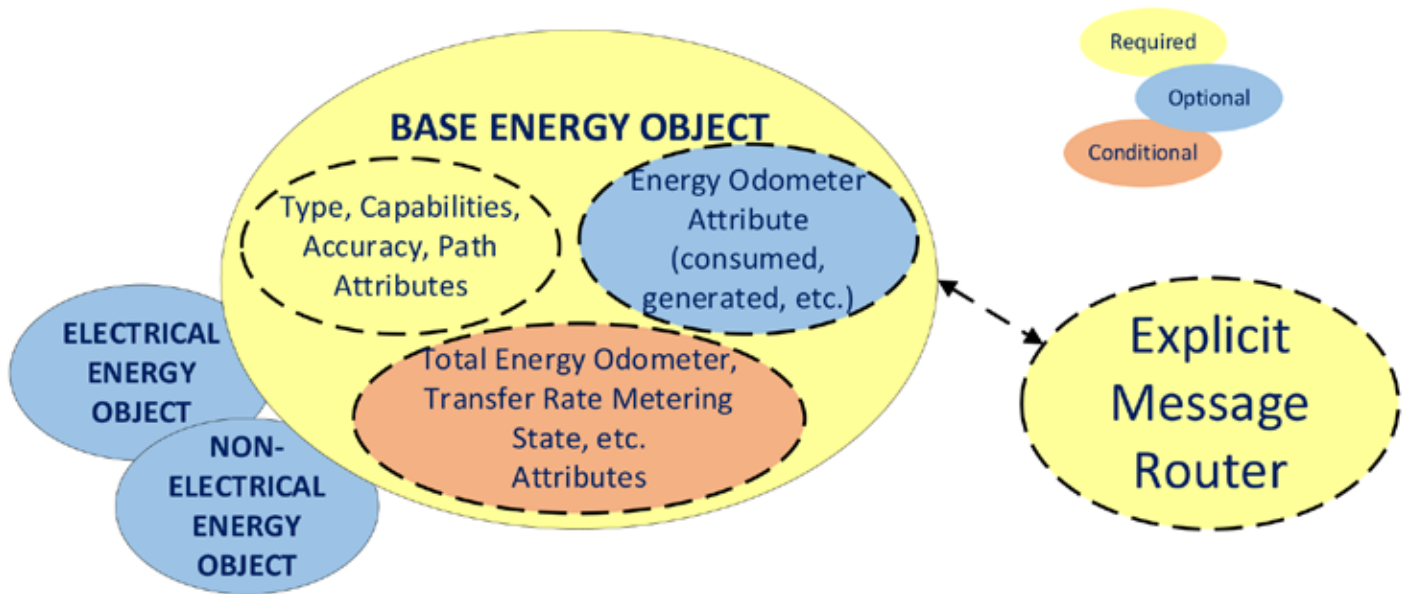 Required
Optional
Conditional
BASE ENERGY OBJECT
Type, Capabilities,
Accuracy, Path
Attributes
Energy Odometer
Attribute
(consumed,
generated, etc.)
Total Energy Odometer,
Transfer Rate Metering
State, etc.
Attributes
ELECTRICAL
ENERGY
OBJECT
NON-
ELECTRICAL
ENERGY
OBJECT
Explicit
Message
Router